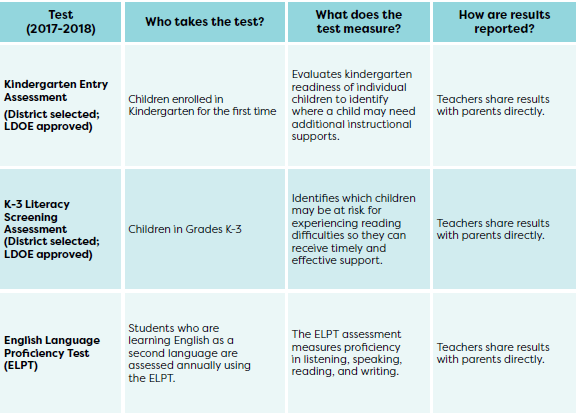 Test
(2017-2018)
Who takes the test?
What does the
test measure?
How are results
reported?
Kindergarten Entry
Assessment
(District selected;
LDOE approved)
Children enrolled in
Kindergarten for the first time
Evaluates kindergarten
readiness of individual
children to identify
where a child may need
additional instructional
supports.
Teachers share results
with parents directly.
K-3 Literacy
Screening
Assessment
(District selected;
LDOE approved)
Children in Grades K-3
Identifies which children
may be at risk for
experiencing reading
difficulties so they can
receive timely and
effective support.
Teachers share results
with parents directly.
English Language
Proficiency Test
(ELPT)
Students who are
learning English as a
second language are
assessed annually using
the ELPT.
The ELPT assessment
measures proficiency
in listening, speaking,
reading, and writing.
Teachers share results
with parents directly.